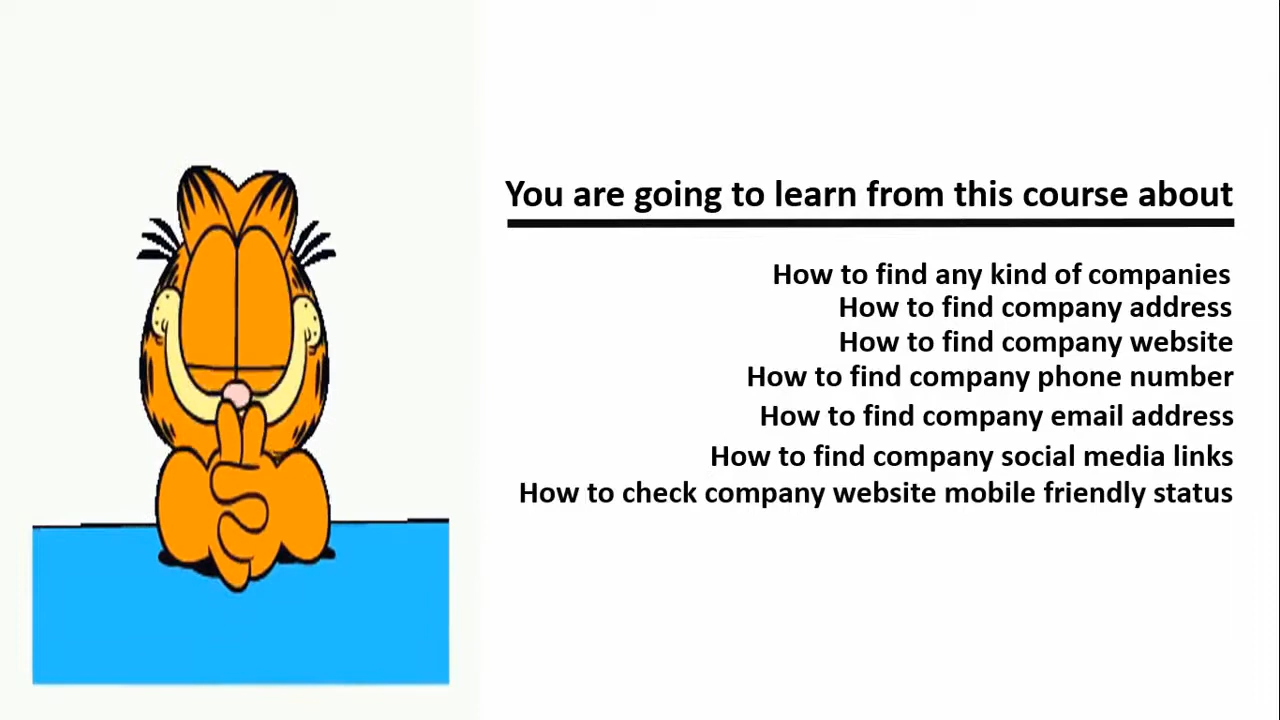 You are going to learn from this course about
How to find any kind of companies
How to find company address
How to find company website
How to find company phone number
How to find company email address
How to find company social media links
How to check company website mobile friendly status